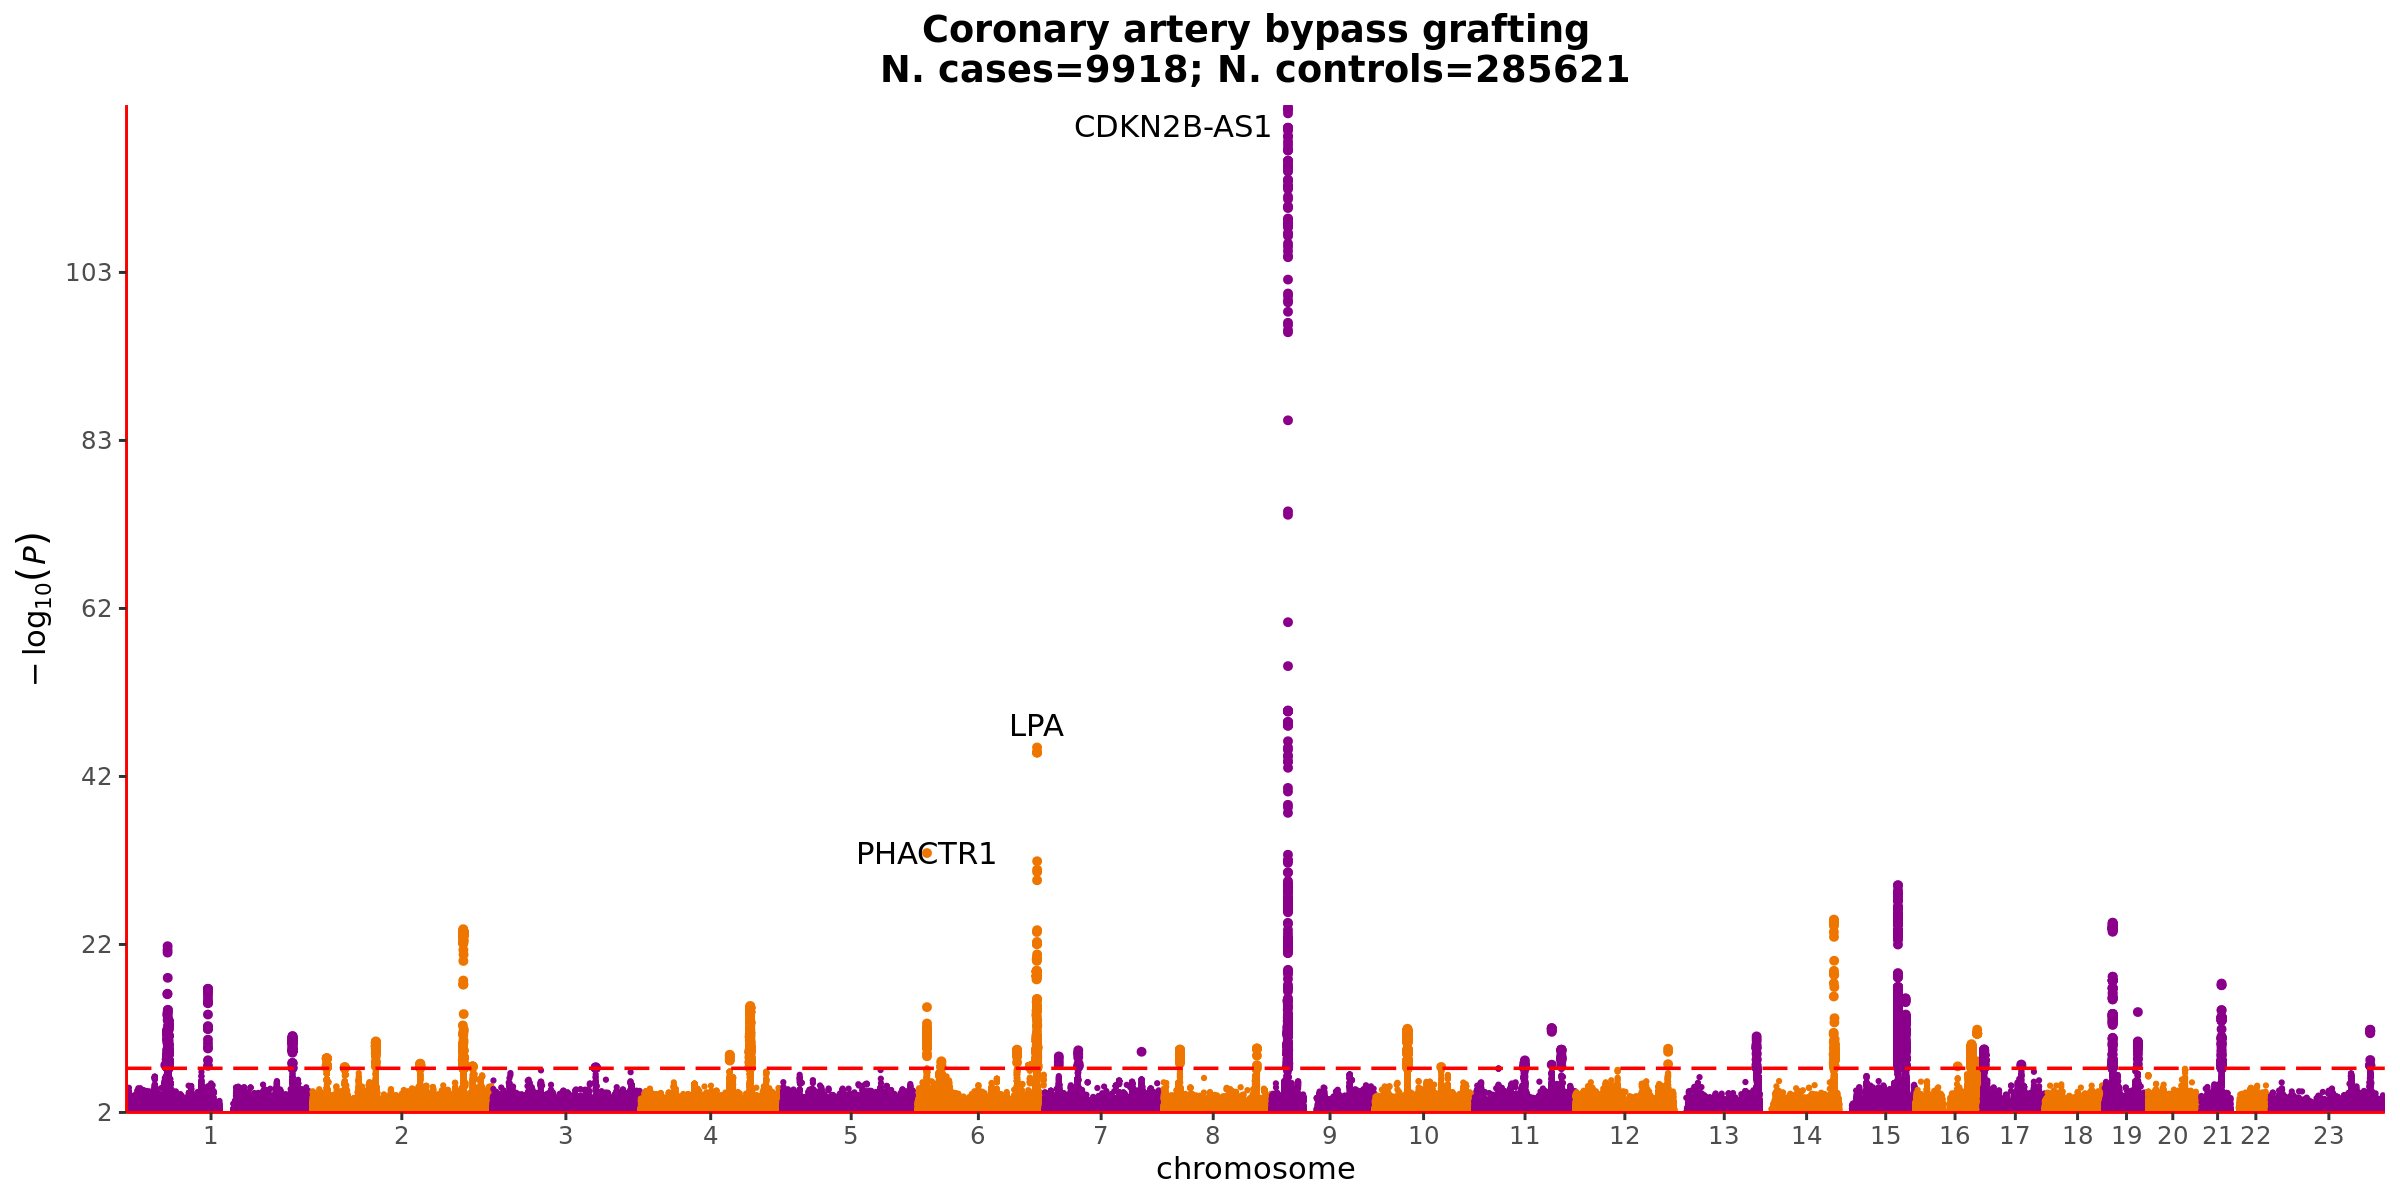 Coronary artery bypass grafting
N. cases=9918; N. controls=285621
CDKN2B-AS1
103
83
62
LPA
42
PHACTR1
22
2
−log₁₀(P)
1 2 3 4 5 6 7 8 9 10 11 12 13 14 15 16 17 18 19 20 21 22 23
chromosome